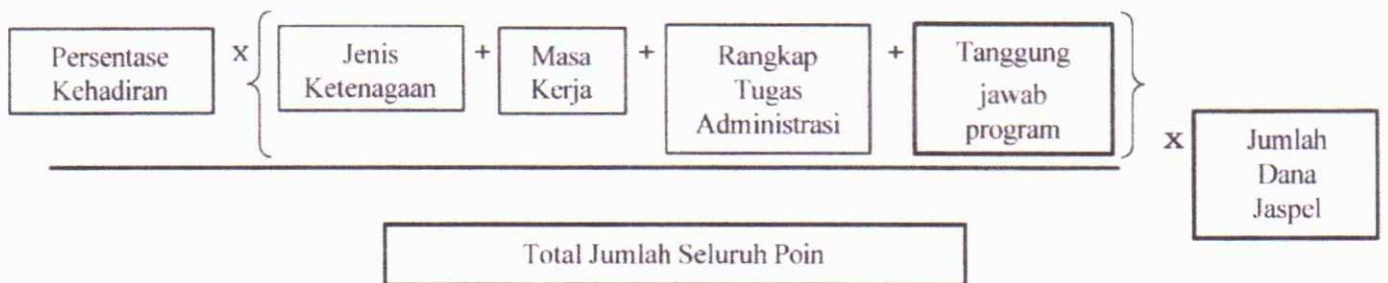 Persentase Kehadiran x { Jenis Ketenagaan + Masa Kerja + Rangkap Tugas Administrasi + Tanggung jawab program } x Jumlah Dana Jaspel
Total Jumlah Seluruh Poin